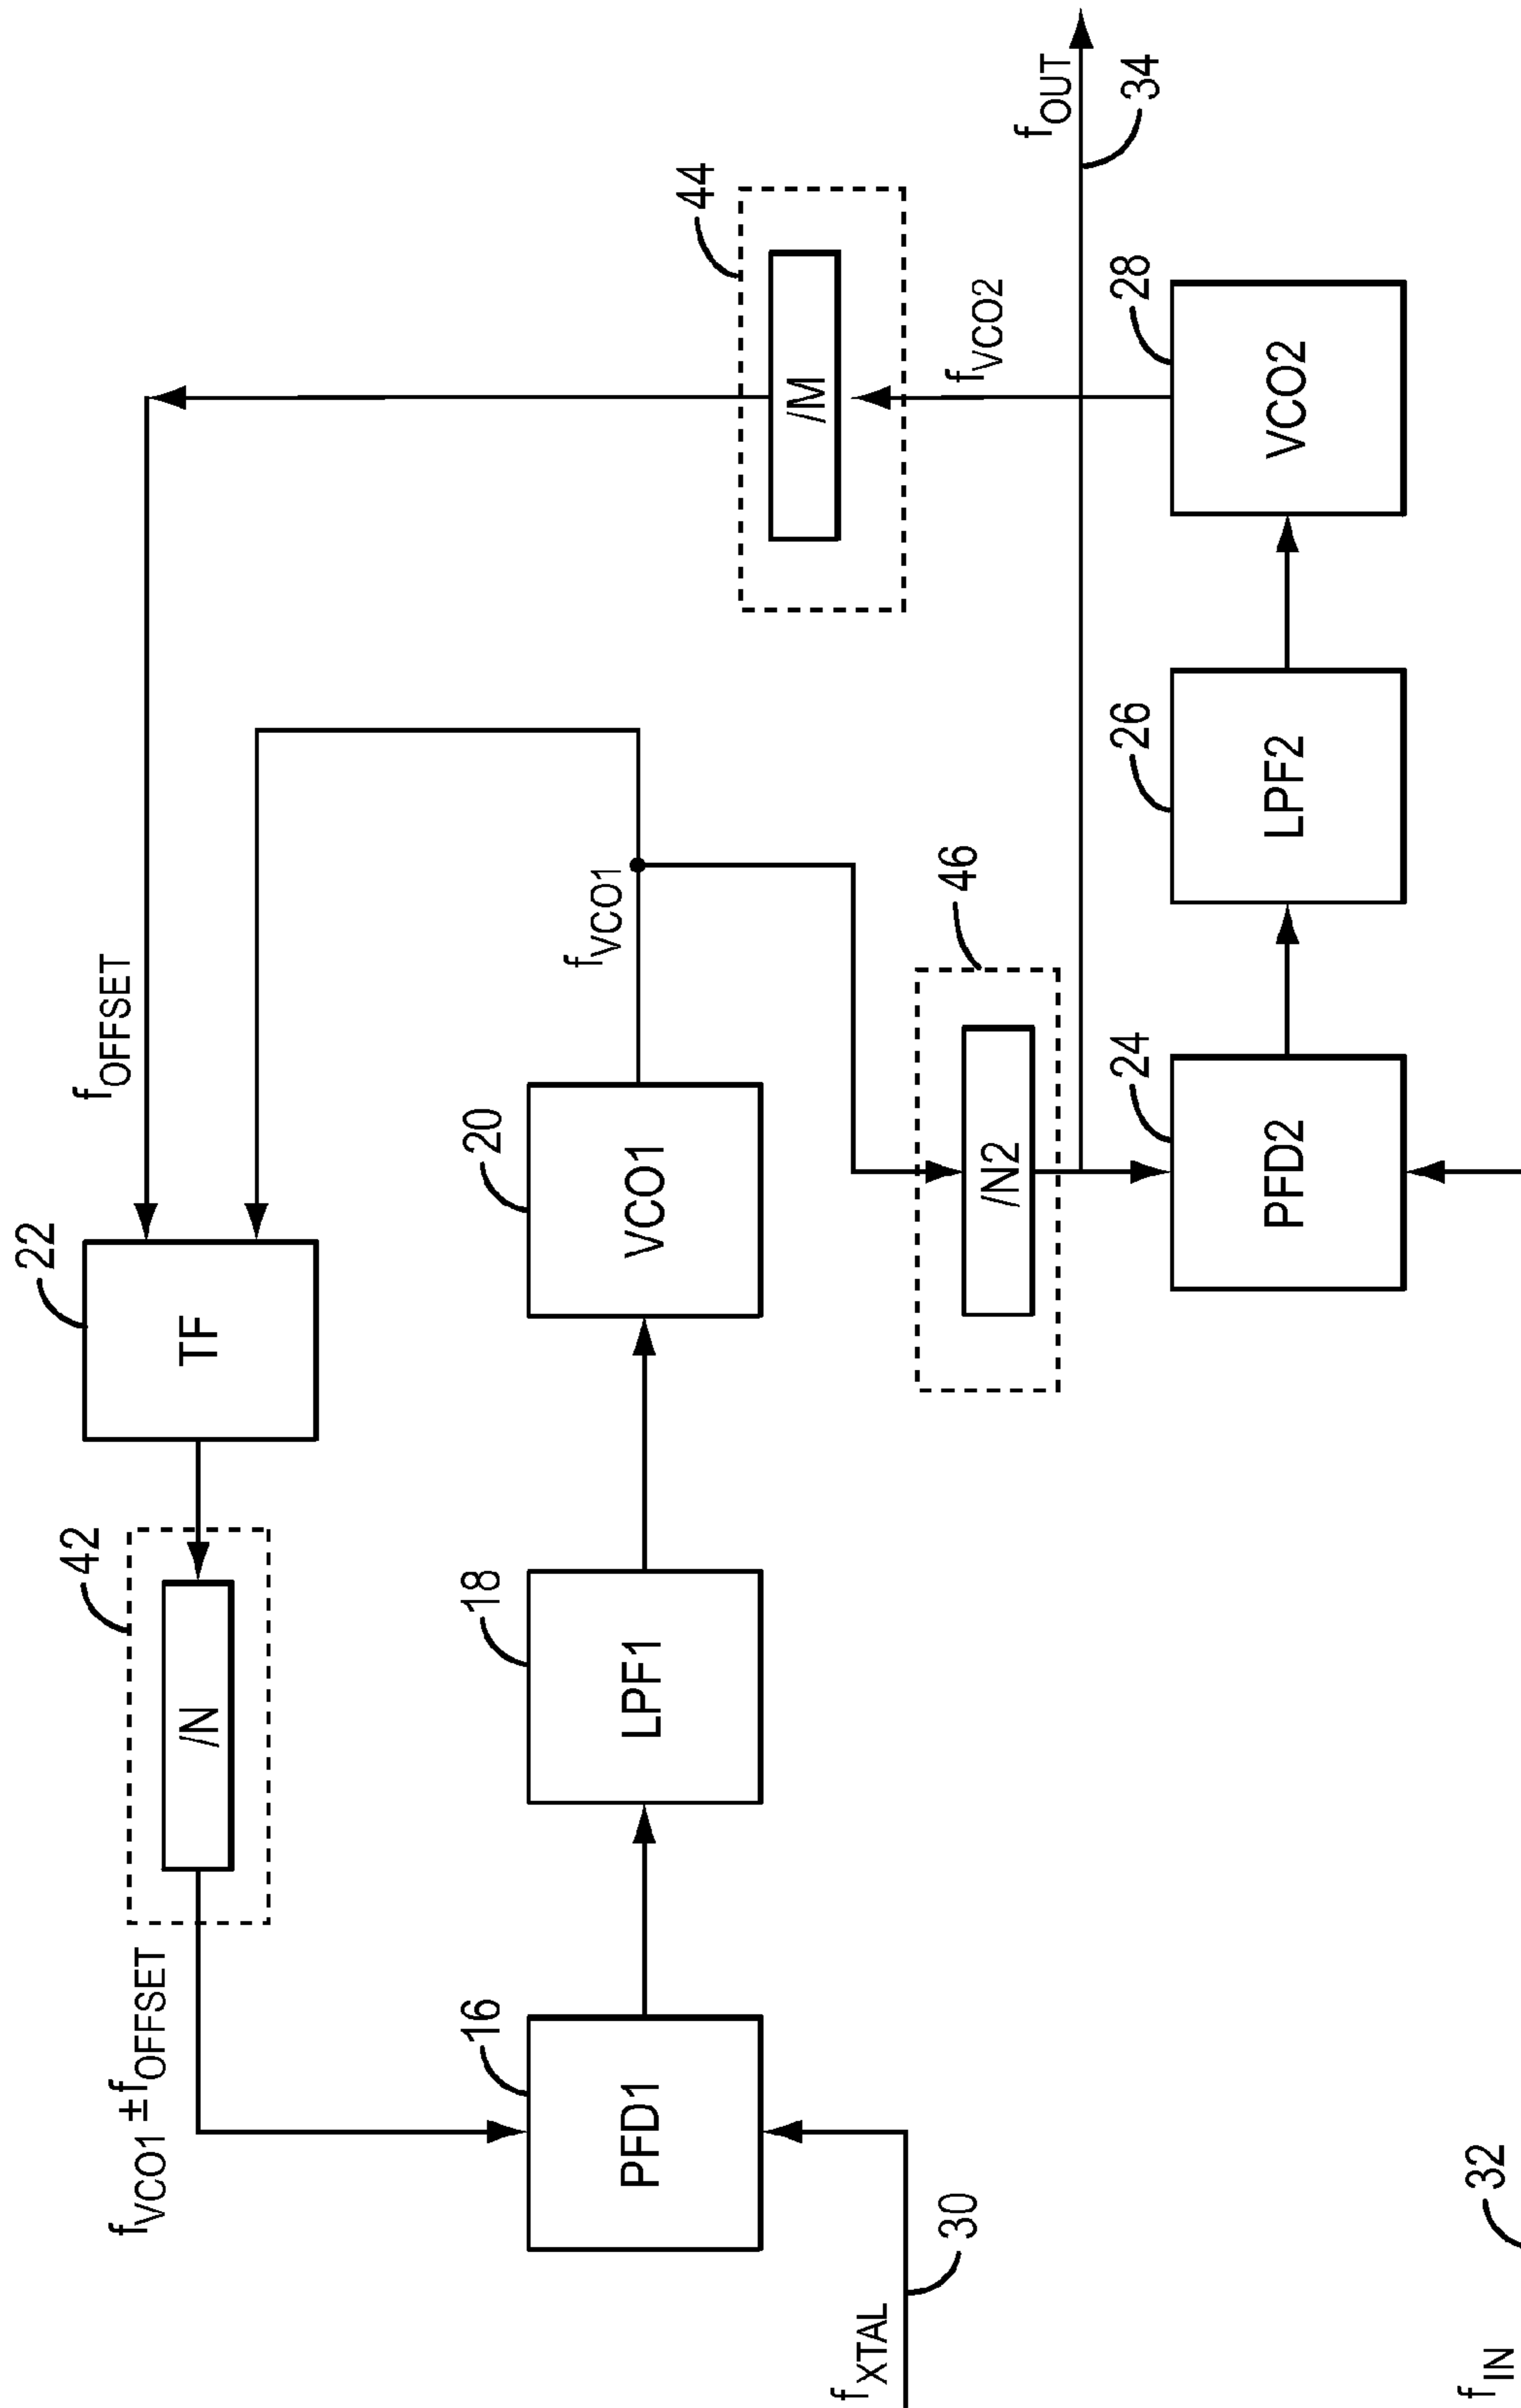 f_OFFSET
22
TF
42
/N
f_VCO1 ± f_OFFSET
44
/M
f_VCO1
20
VCO1
18
LPF1
16
PFD1
f_VCO2
46
/N2
f_XTAL
30
f_OUT
34
28
VCO2
26
LPF2
24
PFD2
f_IN
32